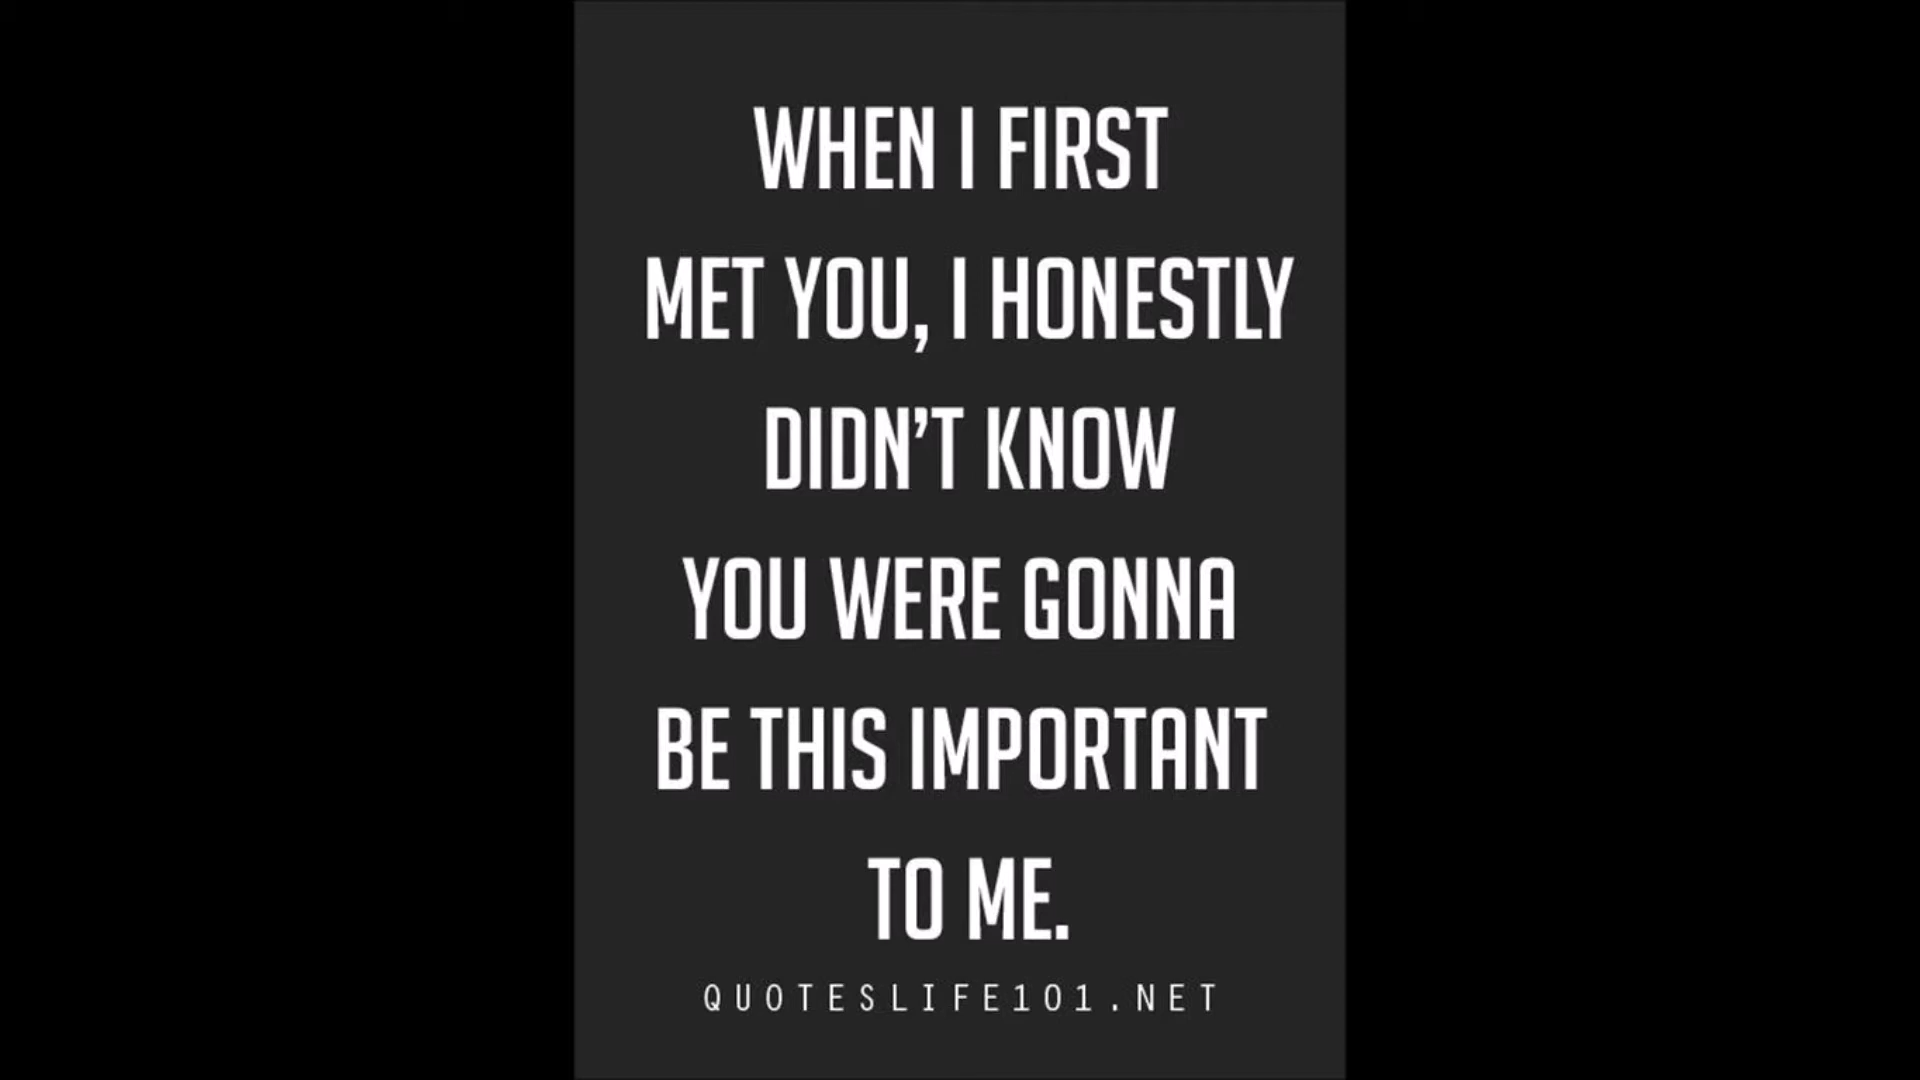 WHEN I FIRST
MET YOU, I HONESTLY
DIDN’T KNOW
YOU WERE GONNA
BE THIS IMPORTANT
TO ME.
QUOTESLIFE101.NET